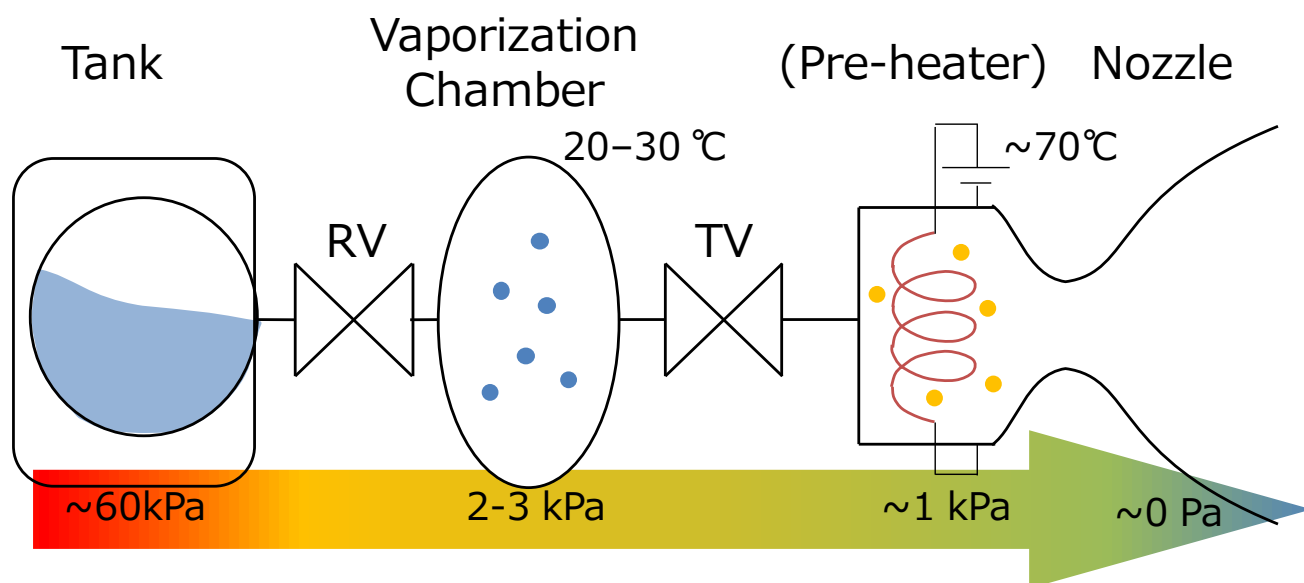 Tank
Vaporization
Chamber
(Pre-heater)
Nozzle
20–30 ℃
~70℃
RV
TV
~60kPa
2-3 kPa
~1 kPa
~0 Pa